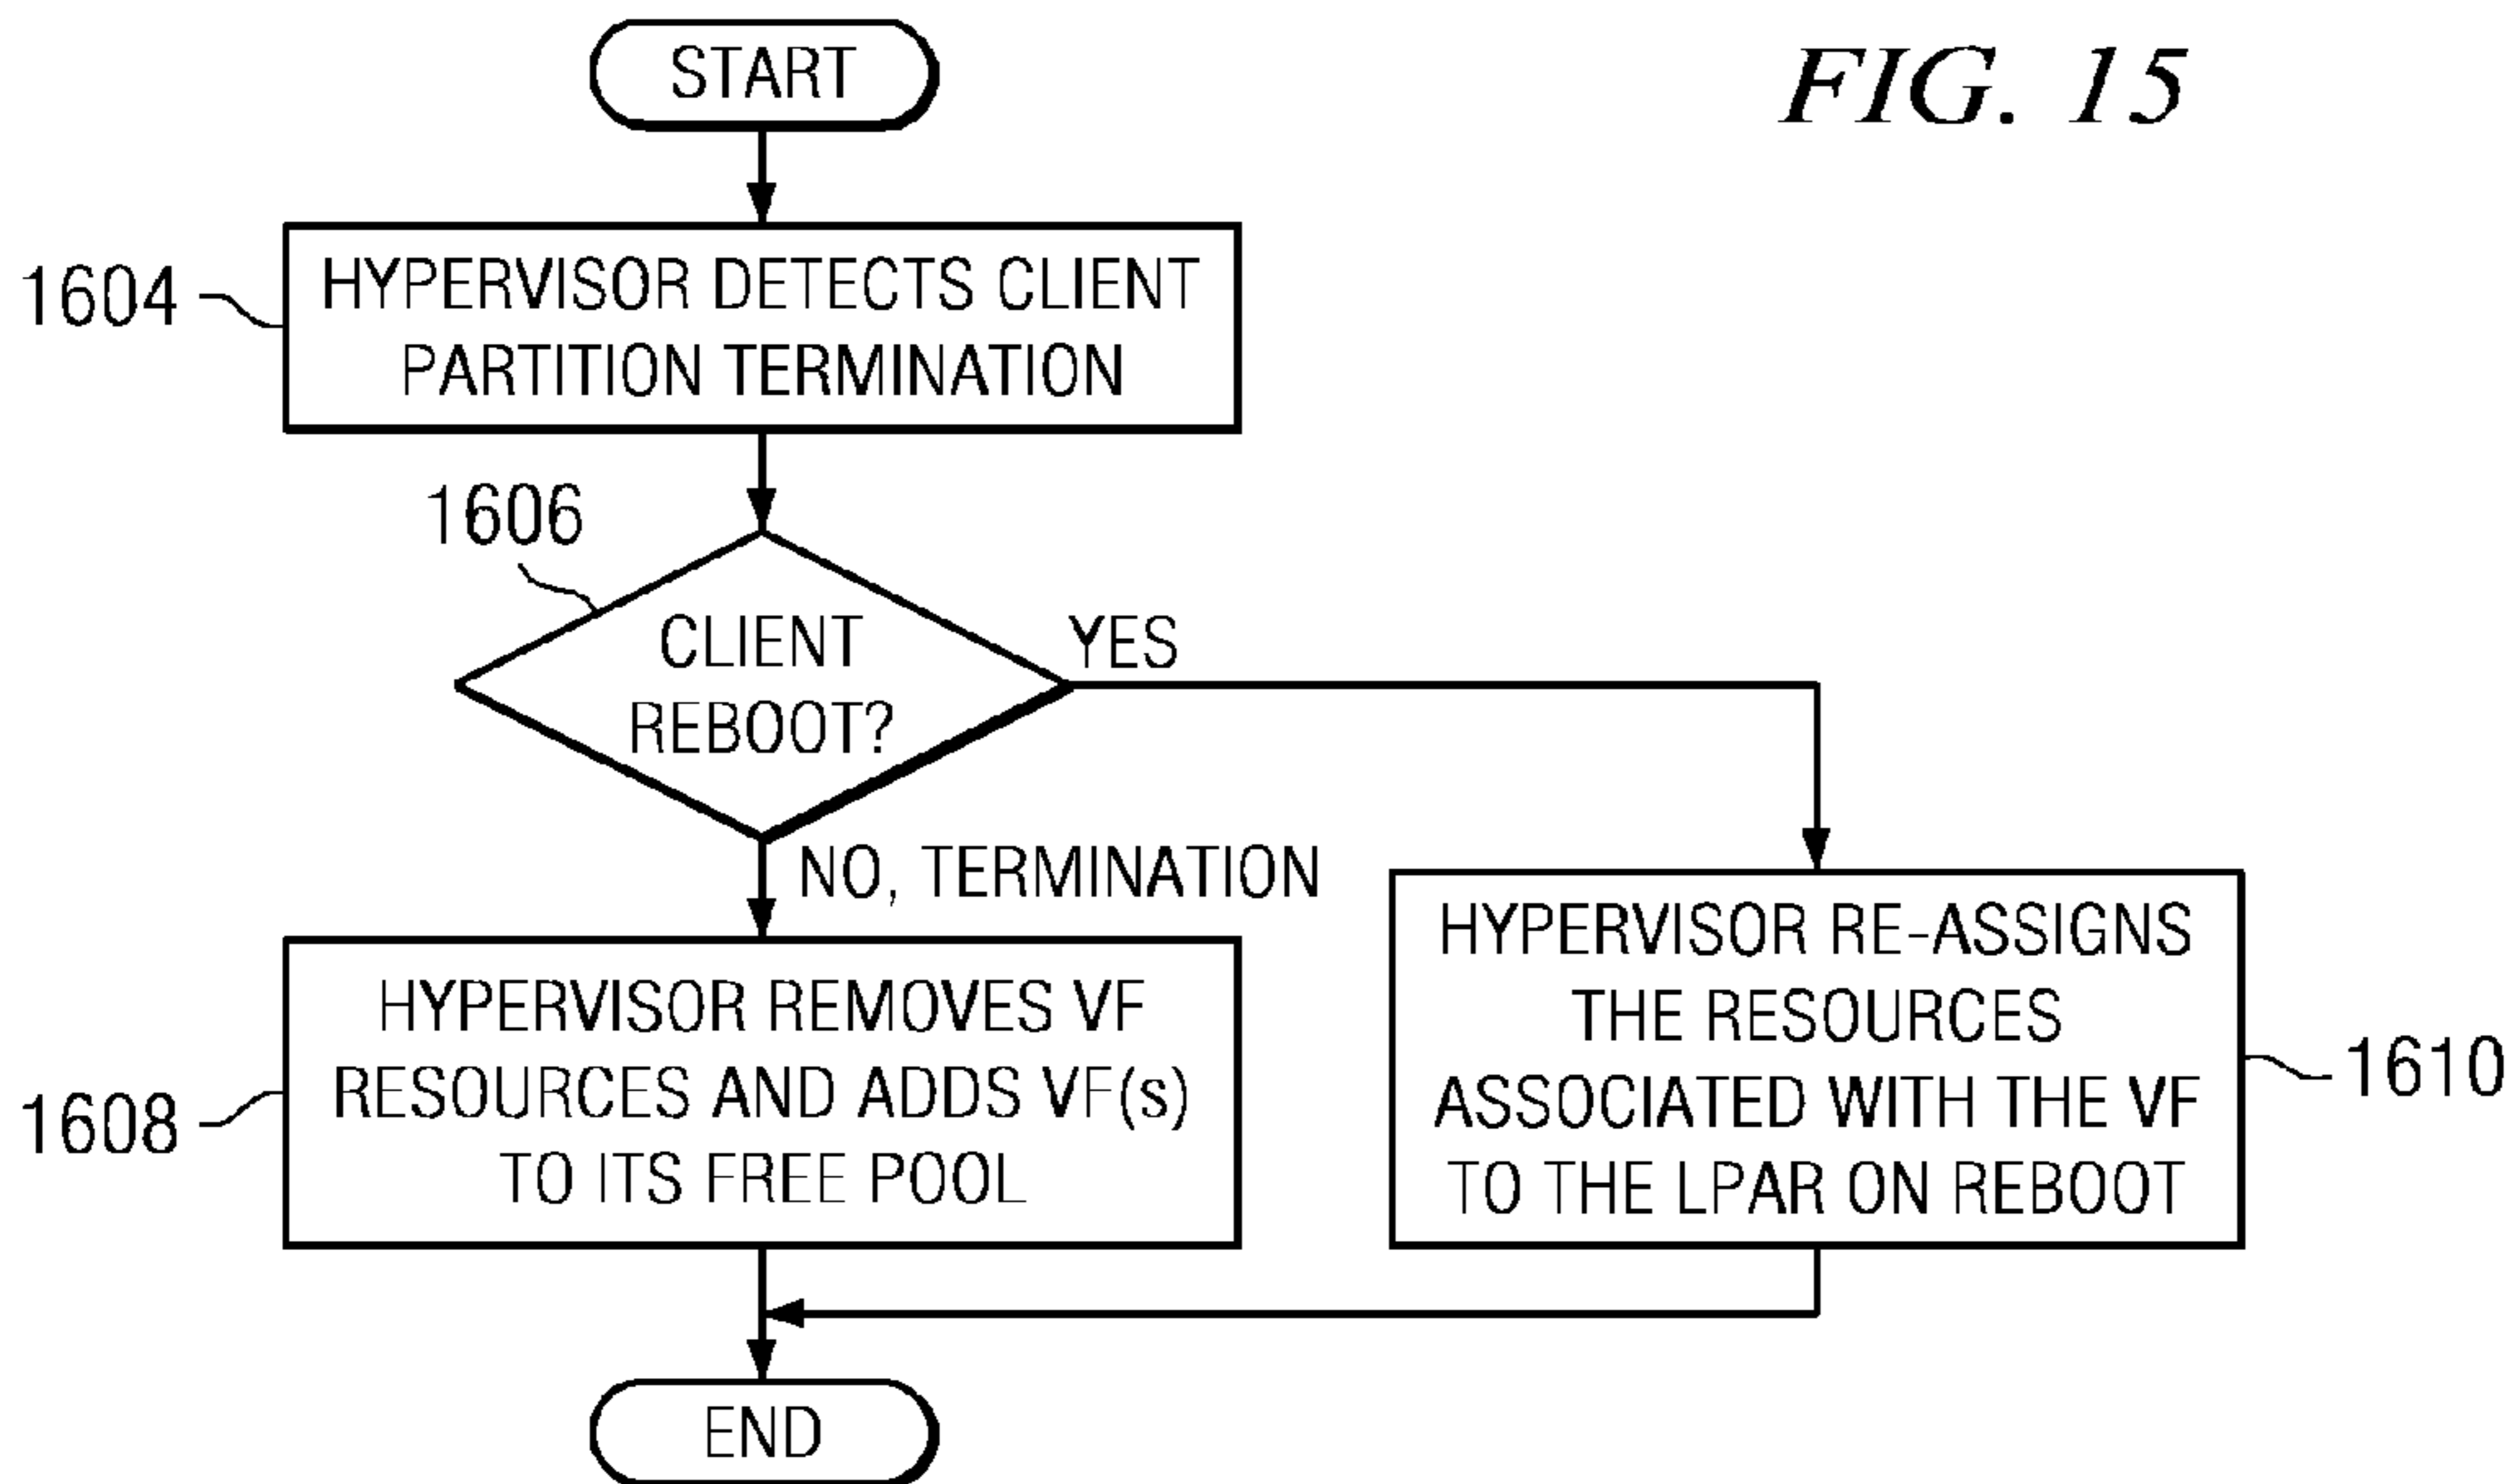 FIG. 15
START
1604
HYPERVISOR DETECTS CLIENT
PARTITION TERMINATION
1606
CLIENT
REBOOT?
YES
NO, TERMINATION
1608
HYPERVISOR REMOVES VF
RESOURCES AND ADDS VF(s)
TO ITS FREE POOL
HYPERVISOR RE-ASSIGNS
THE RESOURCES
ASSOCIATED WITH THE VF
TO THE LPAR ON REBOOT
1610
END